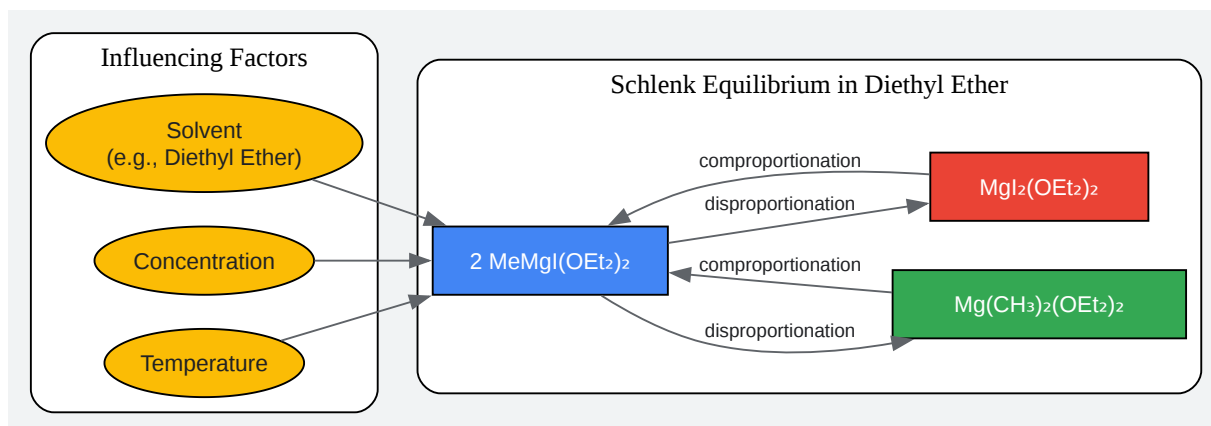 Influencing Factors
Solvent
(e.g., Diethyl Ether)
Concentration
Temperature
Schlenk Equilibrium in Diethyl Ether
comproportionation
disproportionation
2 MeMgI(OEt₂)₂
comproportionation
disproportionation
MgI₂(OEt₂)₂
Mg(CH₃)₂(OEt₂)₂